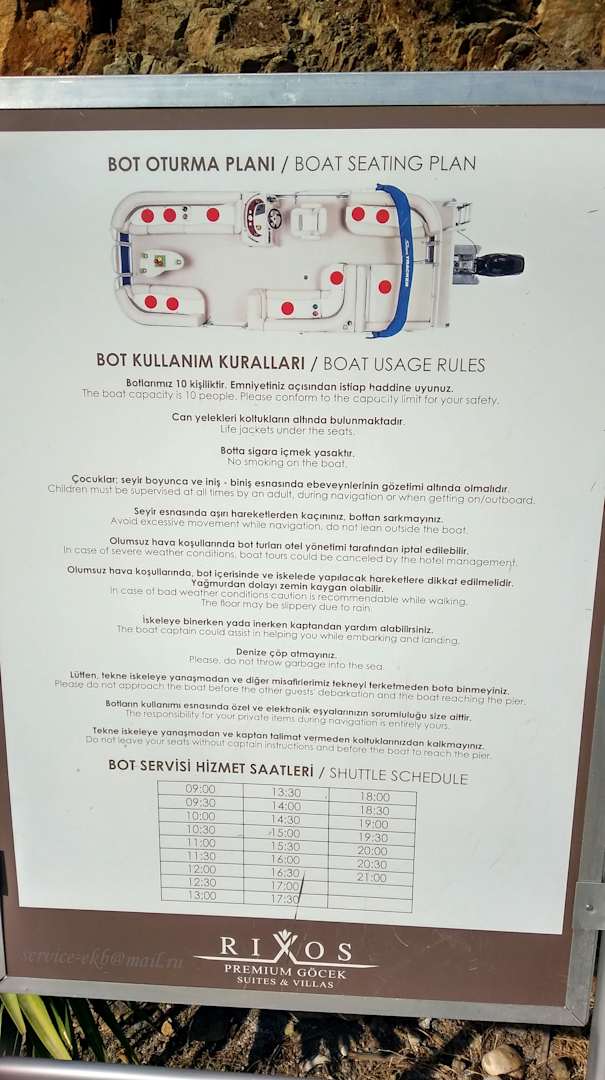 BOT OTURMA PLANI / BOAT SEATING PLAN
BOT KULLANIM KURALLARI / BOAT USAGE RULES
Botlarımız 10 kişiliktir. Emniyetiniz açısından istiap haddine uyunuz.
The boat capacity is 10 people. Please conform to the capacity limit for your safety.
Can yelekleri koltukların altında bulunmaktadır.
Life jackets under the seats.
Botta sigara içmek yasaktır.
No smoking on the boat.
Çocuklar; seyir boyunca ve iniş - biniş esnasında ebeveynlerinin gözetimi altında olmalıdır.
Children must be supervised at all times by an adult, during navigation or when getting on/outboard.
Seyir esnasında aşırı hareketlerden kaçınınız, bottan sarkmayınız.
Avoid excessive movement while navigation, do not lean outside the boat.
Olumsuz hava koşullarında bot turları otel yönetimi tarafından iptal edilebilir.
In case of severe weather conditions, boat tours could be canceled by the hotel management.
Olumsuz hava koşullarında, bot içerisinde ve iskelede yapılacak hareketlere dikkat edilmelidir.
Yağmurdan dolayı zemin kaygan olabilir.
In case of bad weather conditions caution is recommendable while walking.
The floor may be slippery due to rain.
İskeleye binerken yada inerken kaptandan yardım alabilirsiniz.
The boat captain could assist in helping you while embarking and landing.
Denize çöp atmayınız.
Please, do not throw garbage into the sea.
Lütfen, tekne iskeleye yanaşmadan ve diğer misafirlerimiz tekneyi terketmeden bota binmeyiniz.
Please do not approach the boat before the other guests' debarkation and the boat reaching the pier.
Botların kullanımı esnasında özel ve elektronik eşyalarınızın sorumluluğu size aittir.
The responsibility for your private items during navigation is entirely yours.
Tekne iskeleye yanaşmadan ve kaptan talimat vermeden koltuklarınızdan kalkmayınız.
Do not leave your seats without captain instructions and before the boat to reach the pier.
BOT SERVİSİ HİZMET SAATLERİ / SHUTTLE SCHEDULE
09:00 13:30 18:00
09:30 14:00 18:30
10:00 14:30 19:00
10:30 15:00 19:30
11:00 15:30 20:00
11:30 16:00 20:30
12:00 16:30 21:00
12:30 17:00
13:00 17:30
RIXOS
PREMIUM GÖCEK
SUITES & VILLAS
service-ekb@mail.ru